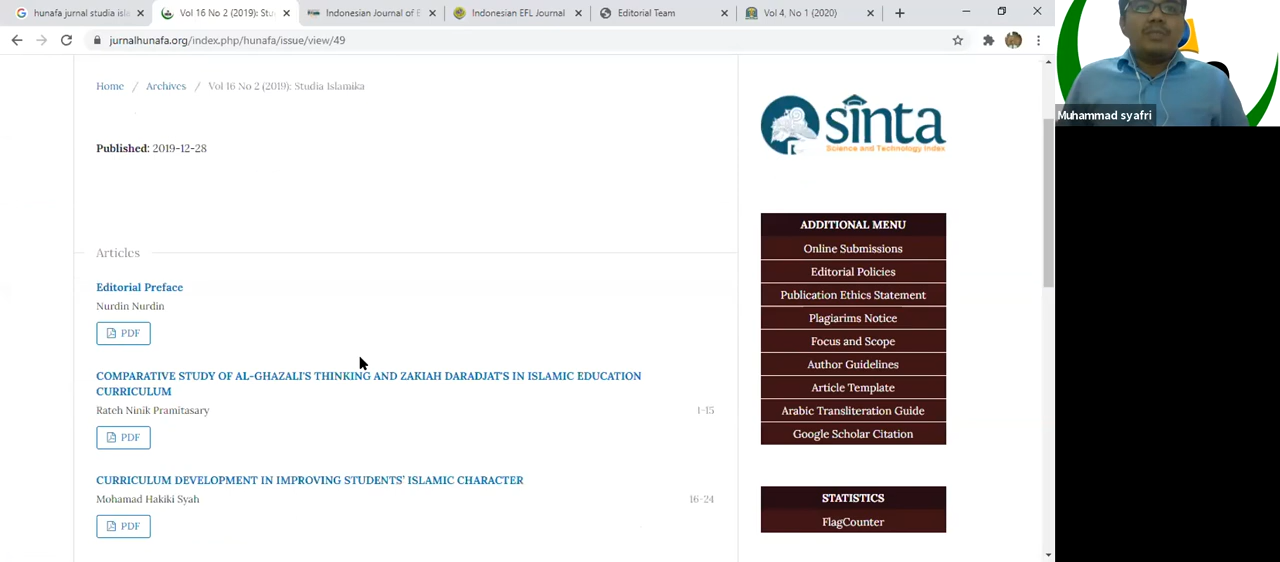 hunafa jurnal studia isl
Vol 16 No 2 (2019): Stu
Indonesian Journal of E
Indonesian EFL Journal
Editorial Team
Vol 4, No 1 (2020)
jurnalhunafa.org/index.php/hunafa/issue/view/49
Home / Archives / Vol 16 No 2 (2019): Studia Islamika
Published: 2019-12-28
Articles
Editorial Preface
Nurdin Nurdin
PDF
COMPARATIVE STUDY OF AL-GHAZALI'S THINKING AND ZAKIAH DARADJAT'S IN ISLAMIC EDUCATION
CURRICULUM
Rateh Ninik Pramitasary 1-15
PDF
CURRICULUM DEVELOPMENT IN IMPROVING STUDENTS' ISLAMIC CHARACTER
Mohamad Hakiki Syah 16-24
PDF
sinta
Science and Technology Index
ADDITIONAL MENU
Online Submissions
Editorial Policies
Publication Ethics Statement
Plagiarims Notice
Focus and Scope
Author Guidelines
Article Template
Arabic Transliteration Guide
Google Scholar Citation
STATISTICS
FlagCounter
Muhammad syafri